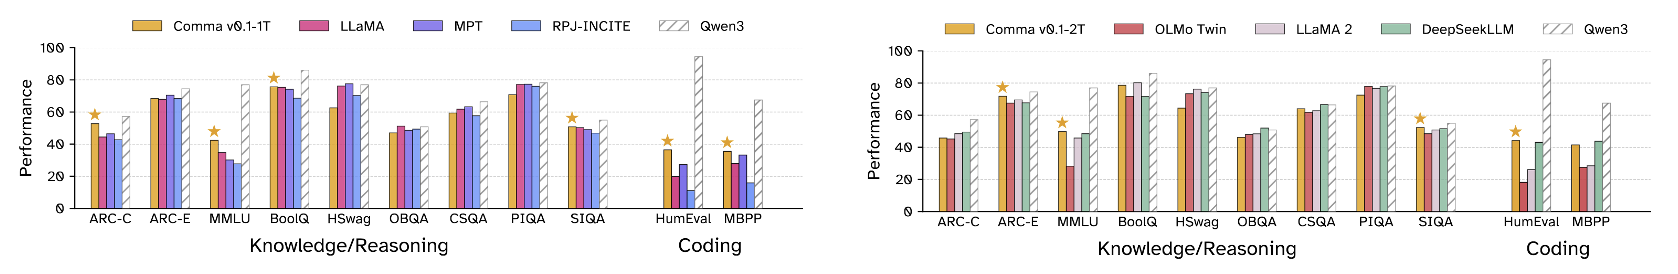 Comma v0.1-1T LLaMA MPT RPJ-INCITE Qwen3
Performance
100
80
60
40
20
0
ARC-C ARC-E MMLU BoolQ HSwag OBQA CSQA PIQA SIQA HumEval MBPP
Knowledge/Reasoning Coding
Comma v0.1-2T OLMo Twin LLaMA 2 DeepSeekLLM Qwen3
Performance
100
80
60
40
20
0
ARC-C ARC-E MMLU BoolQ HSwag OBQA CSQA PIQA SIQA HumEval MBPP
Knowledge/Reasoning Coding